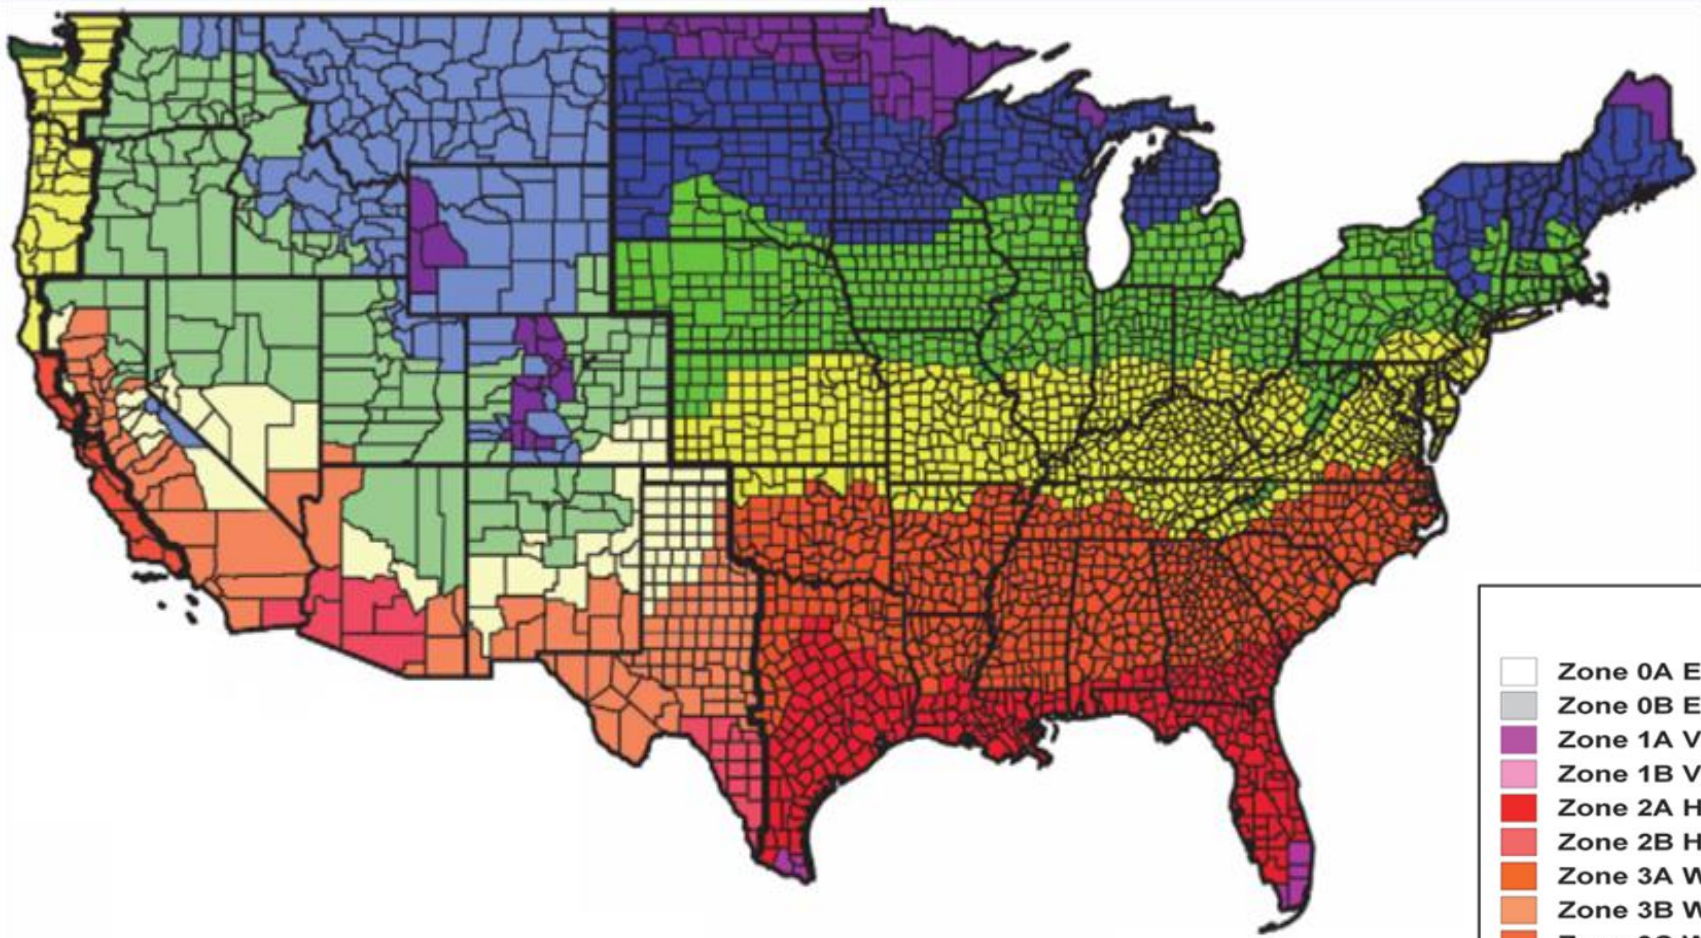 Zone 0A E
Zone 0B E
Zone 1A V
Zone 1B V
Zone 2A H
Zone 2B H
Zone 3A W
Zone 3B W